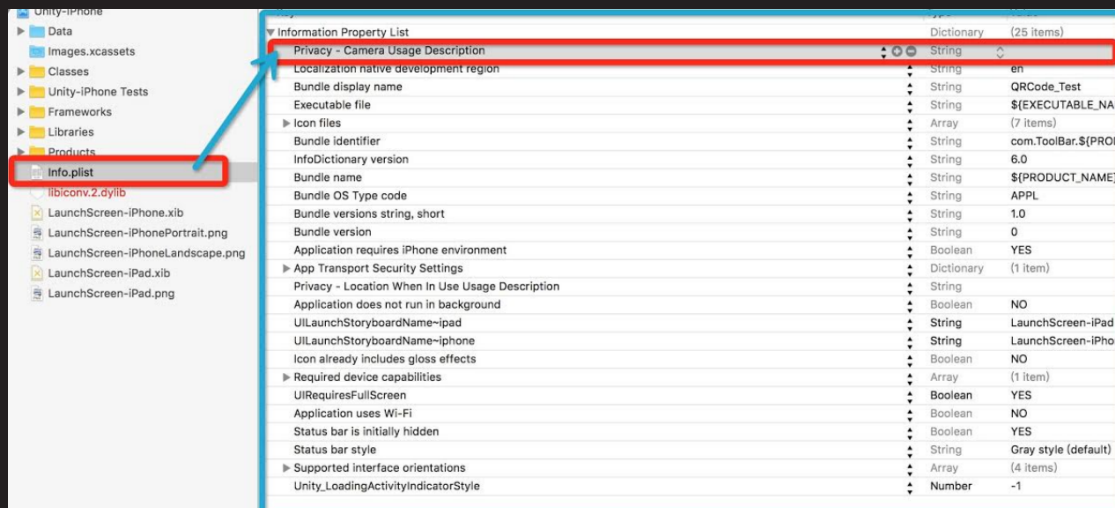 Unity-iPhone
Data
Images.xcassets
Classes
Unity-iPhone Tests
Frameworks
Libraries
Products
Info.plist
libiconv.2.dylib
LaunchScreen-iPhone.xib
LaunchScreen-iPhonePortrait.png
LaunchScreen-iPhoneLandscape.png
LaunchScreen-iPad.xib
LaunchScreen-iPad.png
Information Property List Dictionary (25 items)
Privacy - Camera Usage Description String
Localization native development region String en
Bundle display name String QRCode_Test
Executable file String ${EXECUTABLE_NA
Icon files Array (7 items)
Bundle identifier String com.ToolBar.${PROD
InfoDictionary version String 6.0
Bundle name String ${PRODUCT_NAME}
Bundle OS Type code String APPL
Bundle versions string, short String 1.0
Bundle version String 0
Application requires iPhone environment Boolean YES
App Transport Security Settings Dictionary (1 item)
Privacy - Location When In Use Usage Description String
Application does not run in background Boolean NO
UILaunchStoryboardName~ipad String LaunchScreen-iPad
UILaunchStoryboardName~iphone String LaunchScreen-iPho
Icon already includes gloss effects Boolean NO
Required device capabilities Array (1 item)
UIRequiresFullScreen Boolean YES
Application uses Wi-Fi Boolean NO
Status bar is initially hidden Boolean YES
Status bar style String Gray style (default)
Supported interface orientations Array (4 items)
Unity_LoadingActivityIndicatorStyle Number -1